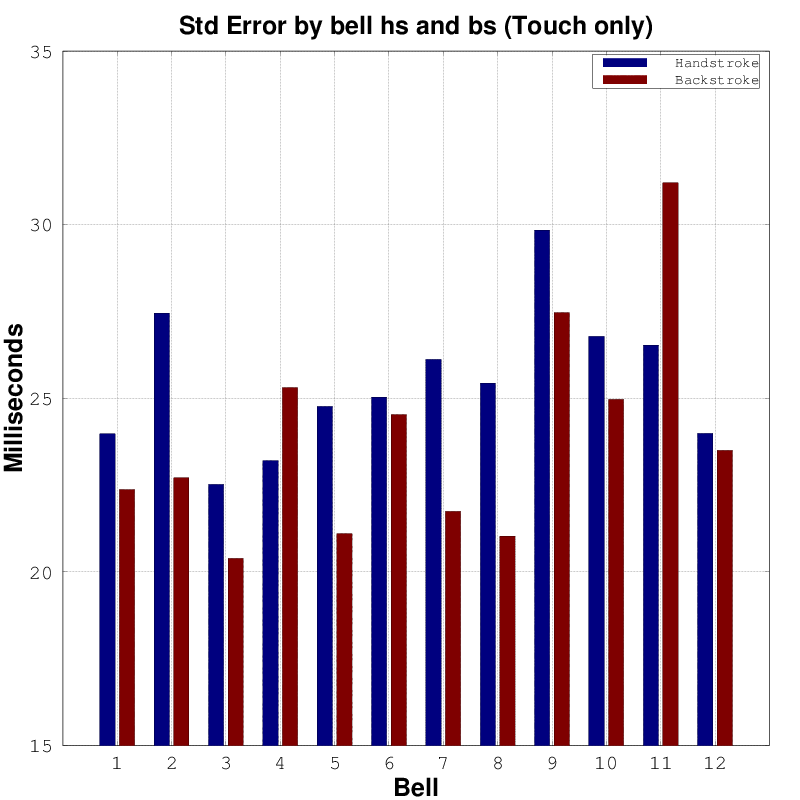 Std Error by bell hs and bs (Touch only)
35
Handstroke
Backstroke
30
25
20
15
Milliseconds
1 2 3 4 5 6 7 8 9 10 11 12
Bell